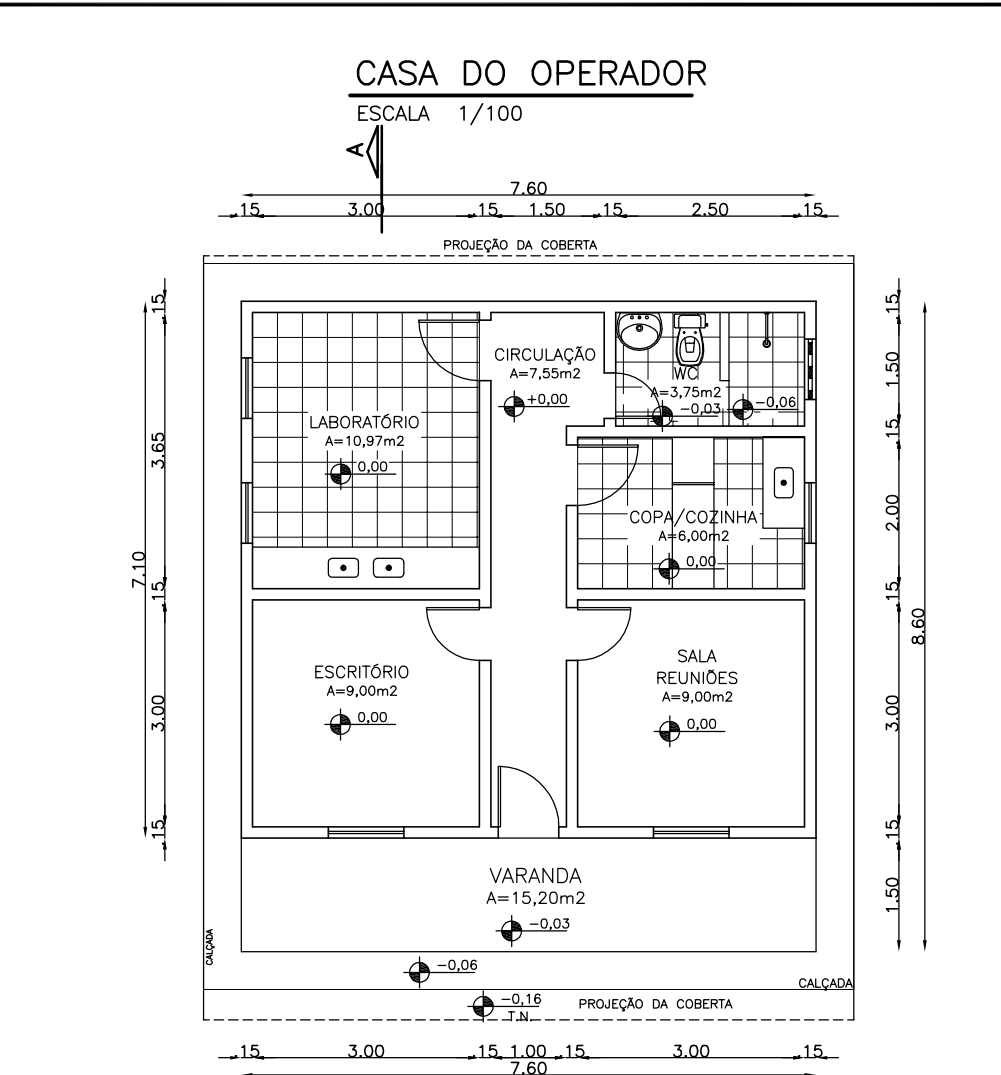 CASA DO OPERADOR
ESCALA 1/100
A
7.60
15 3.00 15 1.50 15 2.50 15
PROJEÇÃO DA COBERTA
15
3.65
15
3.00
15
7.10
15
1.50
15
2.00
15
3.00
15
1.50
8.60
CIRCULAÇÃO
A=7,55m2
+0,00
WC
A=3,75m2
-0,03
-0,06
LABORATÓRIO
A=10,97m2
0,00
COPA/COZINHA
A=6,00m2
0,00
ESCRITÓRIO
A=9,00m2
0,00
SALA
REUNIÕES
A=9,00m2
0,00
VARANDA
A=15,20m2
-0,03
CALÇADA
-0,06
CALÇADA
-0,16
T.N.
PROJEÇÃO DA COBERTA
15 3.00 15 1.00 15 3.00 15
7.60